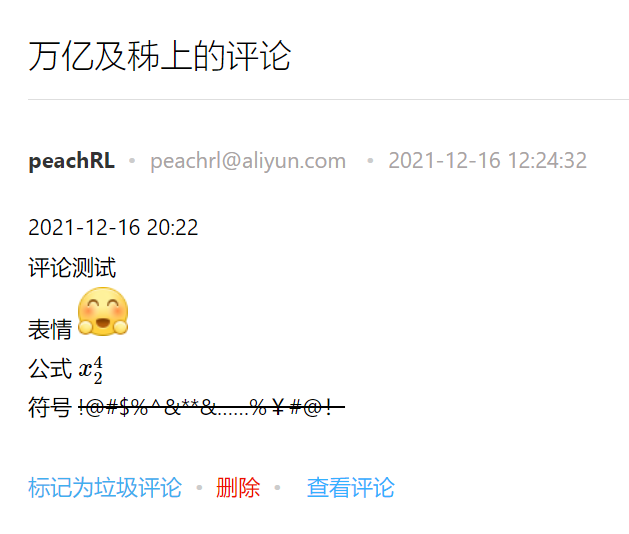 万亿及秭上的评论
peachRL • peachrl@aliyun.com • 2021-12-16 12:24:32
2021-12-16 20:22
评论测试
表情 🤗
公式 $x_2^4$
符号 !@#$%^&**&……%￥#@！
标记为垃圾评论 • 删除 • 查看评论